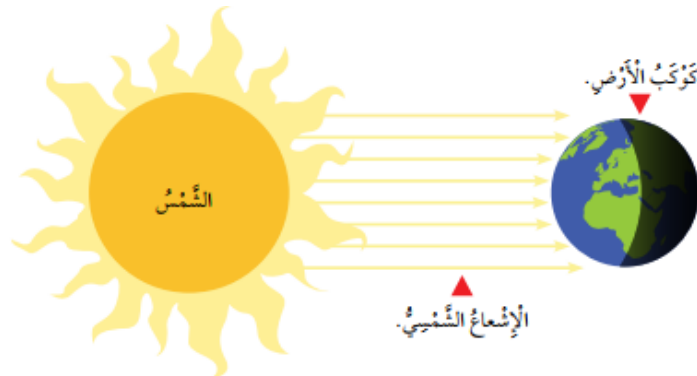 كَوْكَبُ الْأَرْضِ.
الشَّمْسُ
الْإِشْعاعُ الشَّمْسِيُّ.